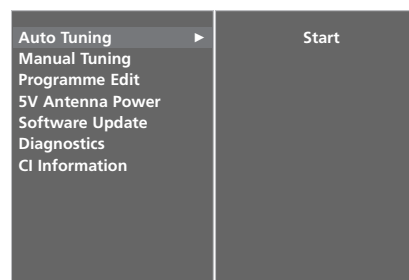 Auto Tuning ► Start
Manual Tuning
Programme Edit
5V Antenna Power
Software Update
Diagnostics
CI Information